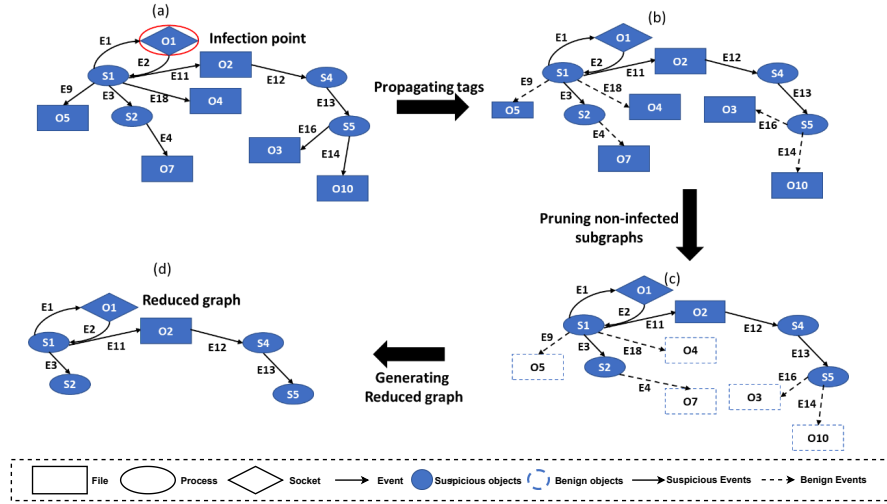 (a)
E1
O1
Infection point
E2
S1
E11
O2
E12
S4
E9
E3
E18
O4
E13
O5
S2
E4
E16
S5
O3
E14
O7
O10
Propagating tags
(b)
O1
E1
E2
S1
E11
O2
E12
S4
E9
E18
E3
O4
O3
E13
O5
S2
E4
E16
S5
E14
O7
O10
Pruning non-infected
subgraphs
(c)
O1
E1
E2
S1
E11
O2
E12
S4
E9
E3
E18
O4
E13
O5
S2
E4
E16
S5
O7
O3
E14
O10
Generating
Reduced graph
(d)
Reduced graph
E1
O1
E2
S1
E11
O2
E12
S4
E3
E13
S2
S5
File
Process
Socket
Event
Suspicious objects
Benign objects
Suspicious Events
Benign Events